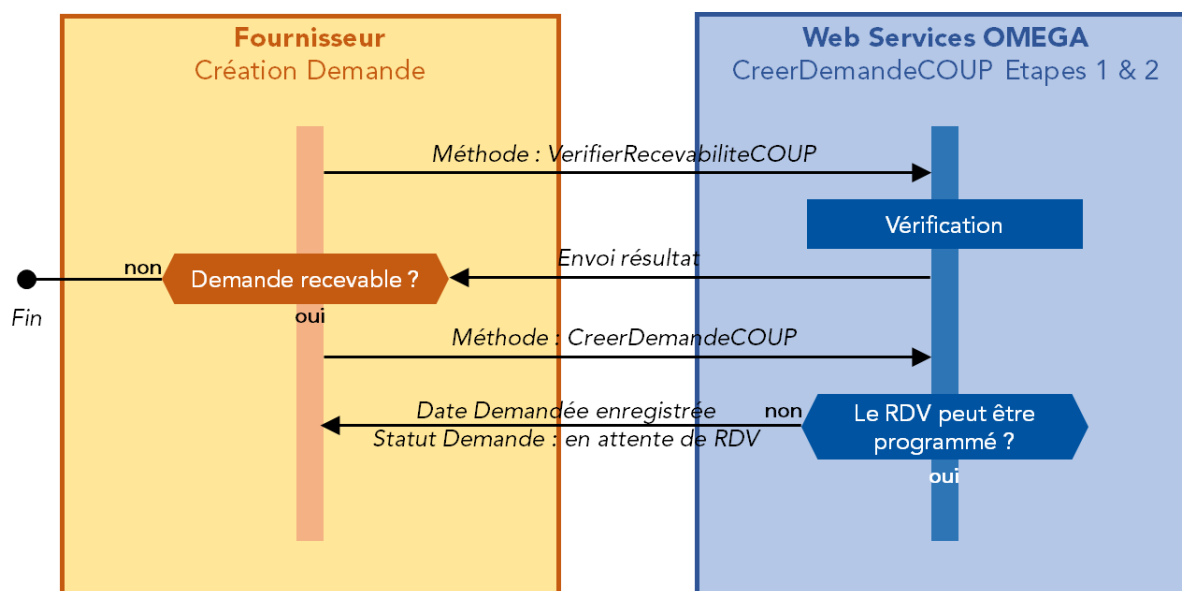 Fournisseur
Création Demande
Web Services OMEGA
CreerDemandeCOUP Etapes 1 & 2
Méthode : VerifierRecevabiliteCOUP
Vérification
Envoi résultat
non
Demande recevable ?
Fin
oui
Méthode : CreerDemandeCOUP
Date Demandée enregistrée
Statut Demande : en attente de RDV
non
Le RDV peut être
programmé ?
oui